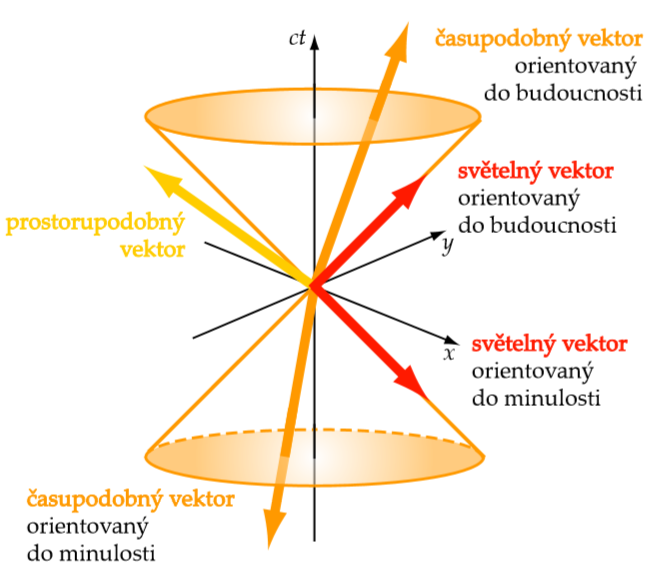 ct
časupodobný vektor
orientovaný
do budoucnosti
světelný vektor
orientovaný
do budoucnosti
prostorupodobný
vektor
y
x
světelný vektor
orientovaný
do minulosti
časupodobný vektor
orientovaný
do minulosti